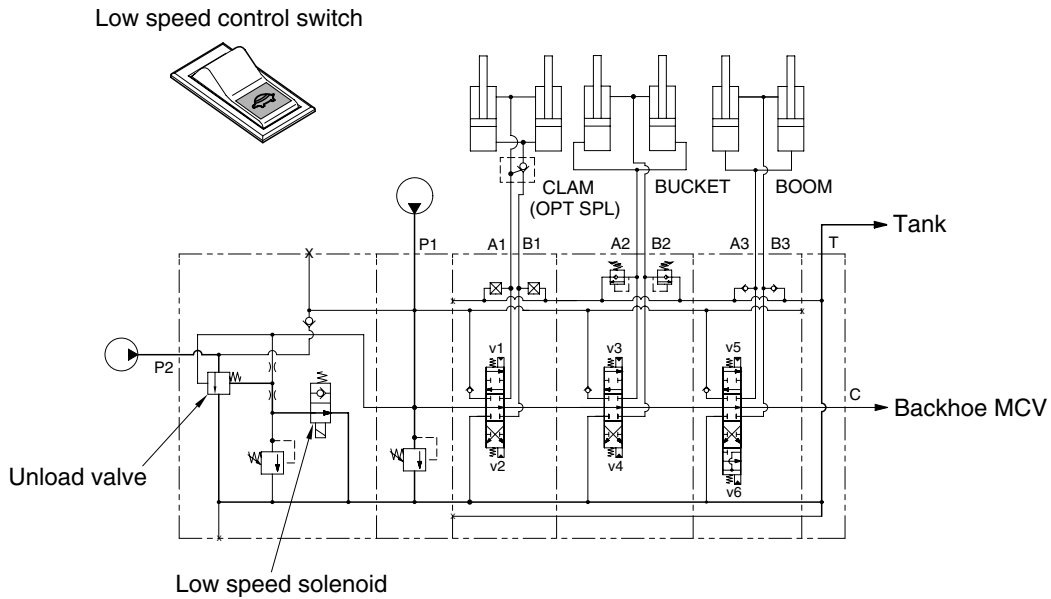 Low speed control switch
CLAM
(OPT SPL)
BUCKET
BOOM
Tank
P1
A1
B1
A2
B2
A3
B3
T
P2
v1
v3
v5
C
Backhoe MCV
Unload valve
v2
v4
v6
Low speed solenoid